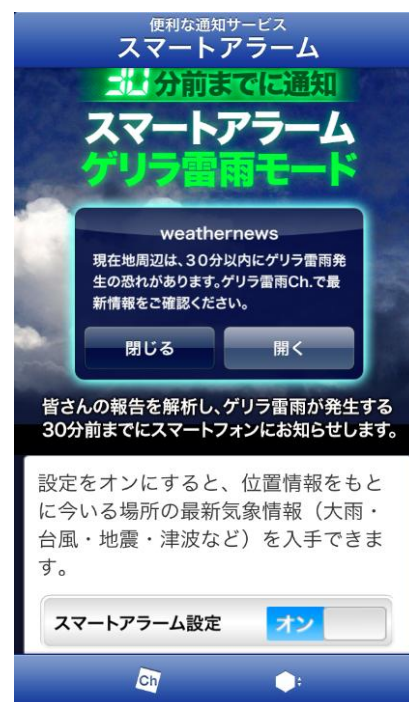 便利な通知サービス
スマートアラーム
30分前までに通知
スマートアラーム
ゲリラ雷雨モード
weathernews
現在地周辺は、30分以内にゲリラ雷雨発
生の恐れがあります。ゲリラ雷雨Ch.で最
新情報をご確認ください。
閉じる 開く
皆さんの報告を解析し、ゲリラ雷雨が発生する
30分前までにスマートフォンにお知らせします。
設定をオンにすると、位置情報をもと
に今いる場所の最新気象情報（大雨・
台風・地震・津波など）を入手できま
す。
スマートアラーム設定 オン
Ch